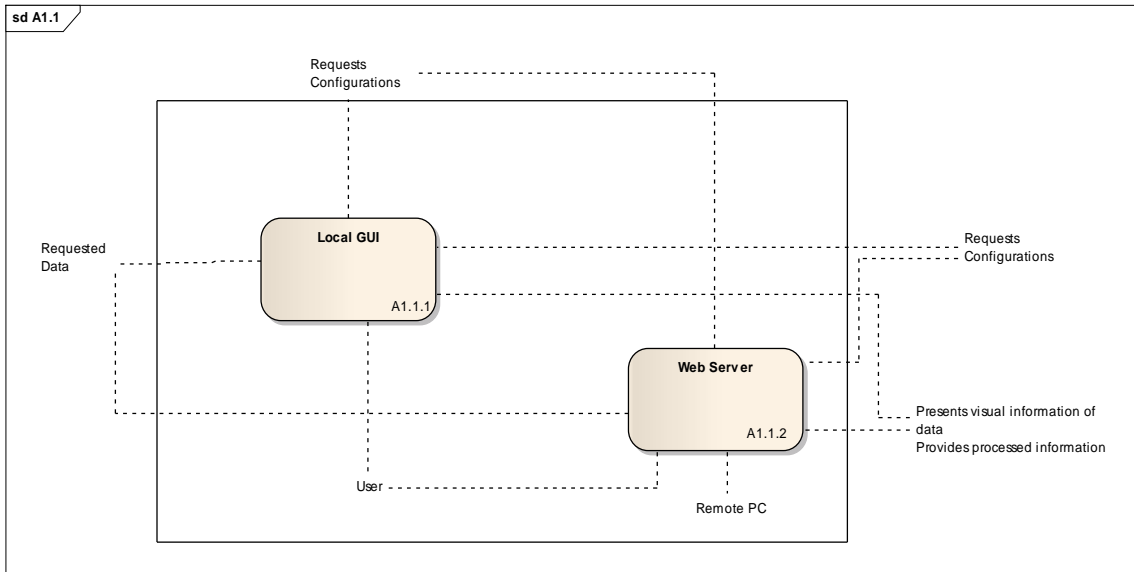 sd A1.1
Requests
Configurations
Local GUI
A1.1.1
Requested
Data
Requests
Configurations
Web Server
A1.1.2
Presents visual information of
data
Provides processed information
User
Remote PC